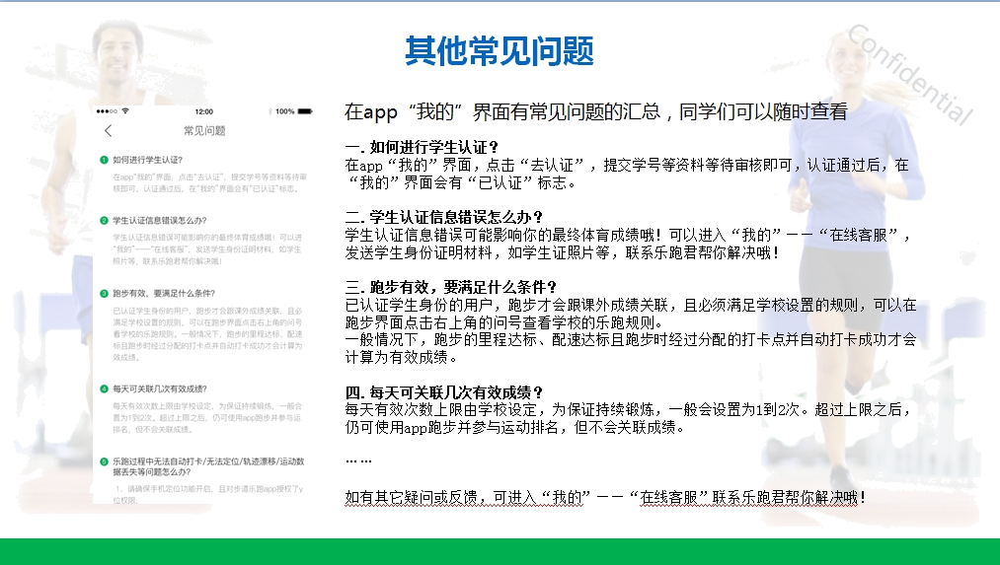 其他常见问题
Confidential
在app“我的”界面有常见问题的汇总，同学们可以随时查看
12:00
100%
常见问题
1 如何进行学生认证?
在app“我的”界面，点击“去认证”，提交学号等资料等待审
核即可，认证通过后，在“我的”界面会有“已认证”标志。
2 学生认证信息错误怎么办?
学生认证信息错误可能影响你的最终体育成绩哦！可以进
入“我的”——“在线客服”，发送学生身份证明材料，如学生
证照片等，联系乐跑君帮你解决哦！
3 跑步有效，要满足什么条件?
已认证学生身份的用户，跑步才会跟课外成绩关联，且必
须满足学校设置的规则，可以在跑步界面点击右上角的问号
查看学校的乐跑规则。一般情况下，跑步的里程达标、配速
达标且跑步时经过分配的打卡点并自动打卡成功才会计算为有
效成绩。
4 每天可关联几次有效成绩?
每天有效次数上限由学校设定，为保证持续锻炼，一般会
设置为1到2次。超过上限之后，仍可使用app跑步并参与运动
排名，但不会关联成绩。
5 乐跑过程中无法自动打卡/无法定位/轨迹漂移/运动数
据丢失等问题怎么办?
1、请确保手机定位功能开启，且对步道乐跑app授权了y
位权限;
一. 如何进行学生认证？
在app“我的”界面，点击“去认证”，提交学号等资料等待审核即可，认证通过后，在
“我的”界面会有“已认证”标志。
二. 学生认证信息错误怎么办？
学生认证信息错误可能影响你的最终体育成绩哦！可以进入“我的”——“在线客服”，
发送学生身份证明材料，如学生证照片等，联系乐跑君帮你解决哦！
三. 跑步有效，要满足什么条件？
已认证学生身份的用户，跑步才会跟课外成绩关联，且必须满足学校设置的规则，可以在
跑步界面点击右上角的问号查看学校的乐跑规则。
一般情况下，跑步的里程达标、配速达标且跑步时经过分配的打卡点并自动打卡成功才会
计算为有效成绩。
四. 每天可关联几次有效成绩？
每天有效次数上限由学校设定，为保证持续锻炼，一般会设置为1到2次。超过上限之后，
仍可使用app跑步并参与运动排名，但不会关联成绩。
……
如有其它疑问或反馈，可进入“我的”——“在线客服”联系乐跑君帮你解决哦！